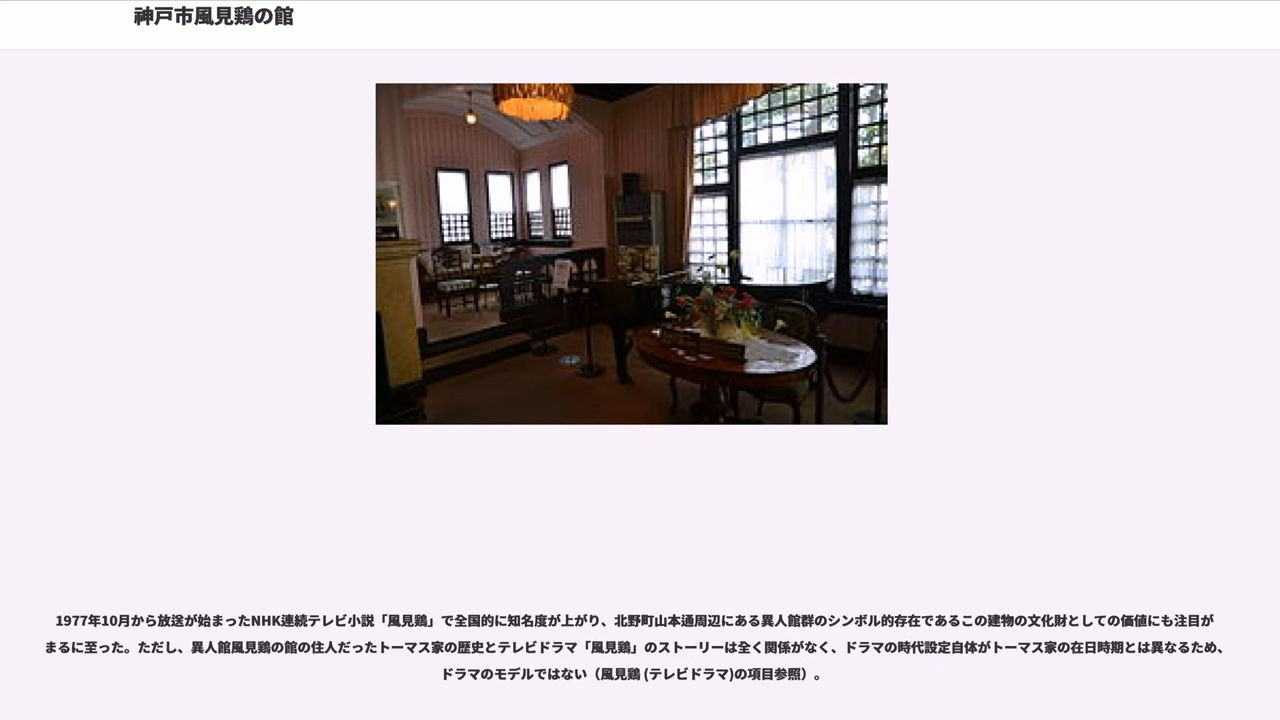 神戸市風見鶏の館
1977年10月から放送が始まったNHK連続テレビ小説「風見鶏」で全国的に知名度が上がり、北野町山本通周辺にある異人館群のシンボル的存在であるこの建物の文化財としての価値にも注目が
まるに至った。ただし、異人館風見鶏の館の住人だったトーマス家の歴史とテレビドラマ「風見鶏」のストーリーは全く関係がなく、ドラマの時代設定自体がトーマス家の在日時期とは異なるため、
ドラマのモデルではない（風見鶏 (テレビドラマ)の項目参照）。